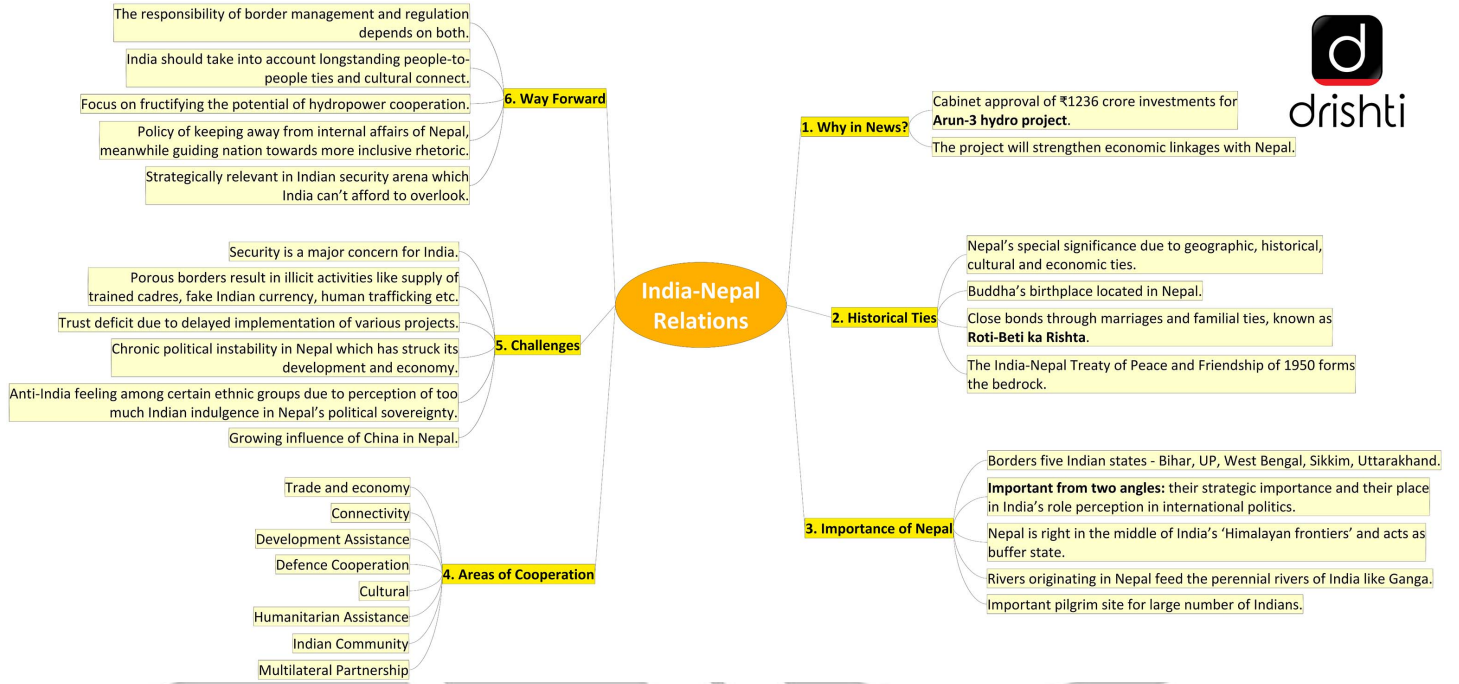 India-Nepal
Relations
drishti
1. Why in News?
Cabinet approval of ₹1236 crore investments for
Arun-3 hydro project.
The project will strengthen economic linkages with Nepal.
2. Historical Ties
Nepal’s special significance due to geographic, historical,
cultural and economic ties.
Buddha’s birthplace located in Nepal.
Close bonds through marriages and familial ties, known as
Roti-Beti ka Rishta.
The India-Nepal Treaty of Peace and Friendship of 1950 forms
the bedrock.
3. Importance of Nepal
Borders five Indian states - Bihar, UP, West Bengal, Sikkim, Uttarakhand.
Important from two angles: their strategic importance and their place
in India’s role perception in international politics.
Nepal is right in the middle of India’s ‘Himalayan frontiers’ and acts as
buffer state.
Rivers originating in Nepal feed the perennial rivers of India like Ganga.
Important pilgrim site for large number of Indians.
4. Areas of Cooperation
Trade and economy
Connectivity
Development Assistance
Defence Cooperation
Cultural
Humanitarian Assistance
Indian Community
Multilateral Partnership
5. Challenges
Security is a major concern for India.
Porous borders result in illicit activities like supply of
trained cadres, fake Indian currency, human trafficking etc.
Trust deficit due to delayed implementation of various projects.
Chronic political instability in Nepal which has struck its
development and economy.
Anti-India feeling among certain ethnic groups due to perception of too
much Indian indulgence in Nepal’s political sovereignty.
Growing influence of China in Nepal.
6. Way Forward
The responsibility of border management and regulation
depends on both.
India should take into account longstanding people-to-
people ties and cultural connect.
Focus on fructifying the potential of hydropower cooperation.
Policy of keeping away from internal affairs of Nepal,
meanwhile guiding nation towards more inclusive rhetoric.
Strategically relevant in Indian security arena which
India can’t afford to overlook.